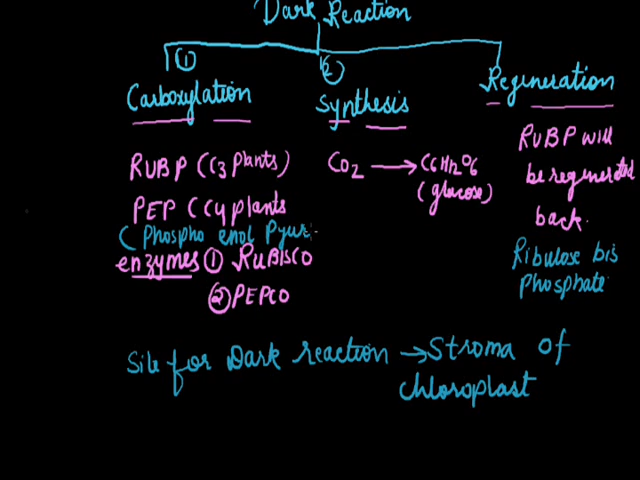 Dark Reaction
①
②
Carboxylation
Synthesis
Regeneration
RUBP (C3 plants)
PEP (C4 plants
( Phospho enol Pyur
enzymes ① RuBISCO
② PEPCO
CO2 → C6H12O6
(glucose)
RUBP will
be regenerated
back.
Ribulose bis
phosphate
Site for Dark reaction → Stroma of
chloroplast